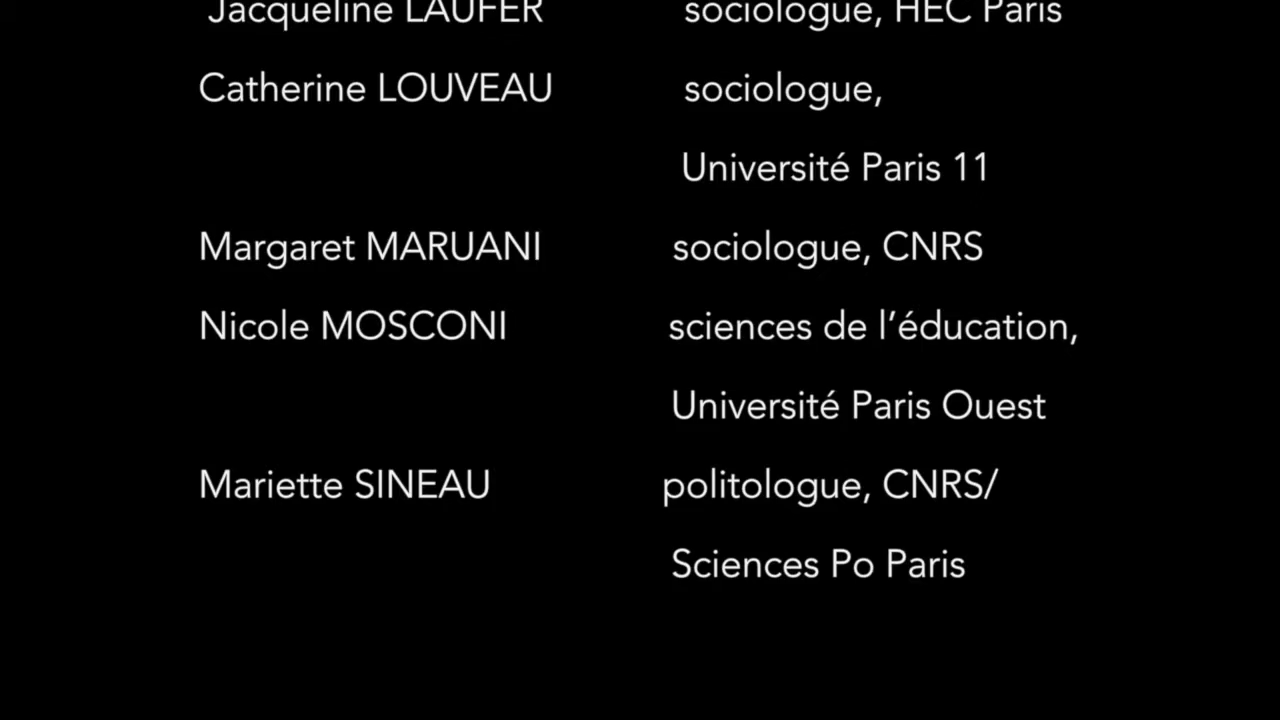 Jacqueline LAUFER sociologue, HEC Paris
Catherine LOUVEAU sociologue,
Université Paris 11
Margaret MARUANI sociologue, CNRS
Nicole MOSCONI sciences de l’éducation,
Université Paris Ouest
Mariette SINEAU politologue, CNRS/
Sciences Po Paris